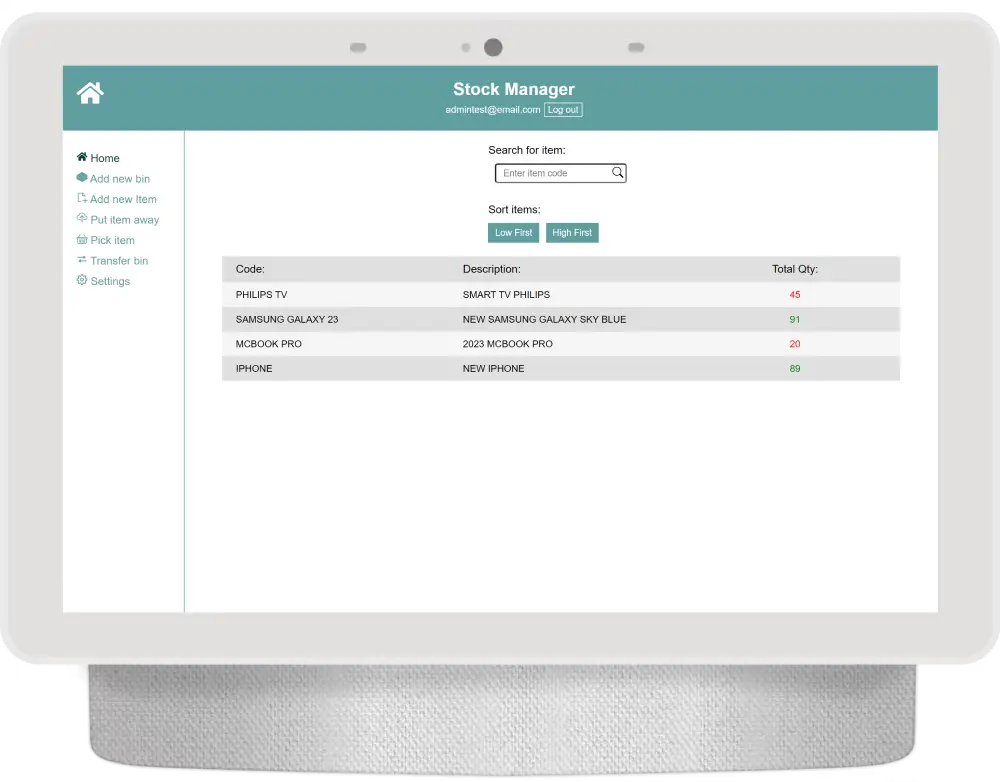 Stock Manager
admintest@email.com Log out
Home
Add new bin
Add new Item
Put item away
Pick item
Transfer bin
Settings
Search for item:
Enter item code
Sort items:
Low First High First
Code: Description: Total Qty:
PHILIPS TV SMART TV PHILIPS 45
SAMSUNG GALAXY 23 NEW SAMSUNG GALAXY SKY BLUE 91
MCBOOK PRO 2023 MCBOOK PRO 20
IPHONE NEW IPHONE 89